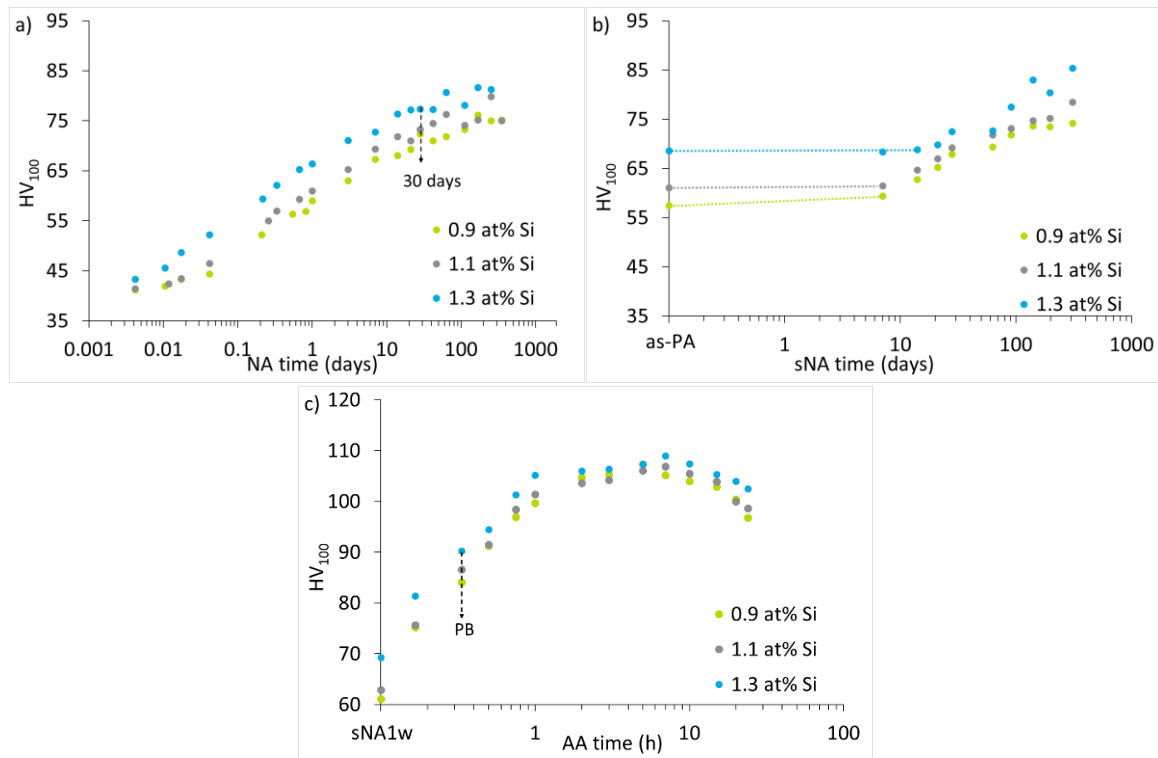 a)
95
85
75
65
55
45
35
HV100
30 days
0.9 at% Si
1.1 at% Si
1.3 at% Si
0.001 0.01 0.1 1 10 100 1000
NA time (days)
b)
95
85
75
65
55
45
35
HV100
0.9 at% Si
1.1 at% Si
1.3 at% Si
as-PA 1 10 100 1000
sNA time (days)
c)
120
110
100
90
80
70
60
HV100
PB
0.9 at% Si
1.1 at% Si
1.3 at% Si
sNA1w 1 10 100
AA time (h)